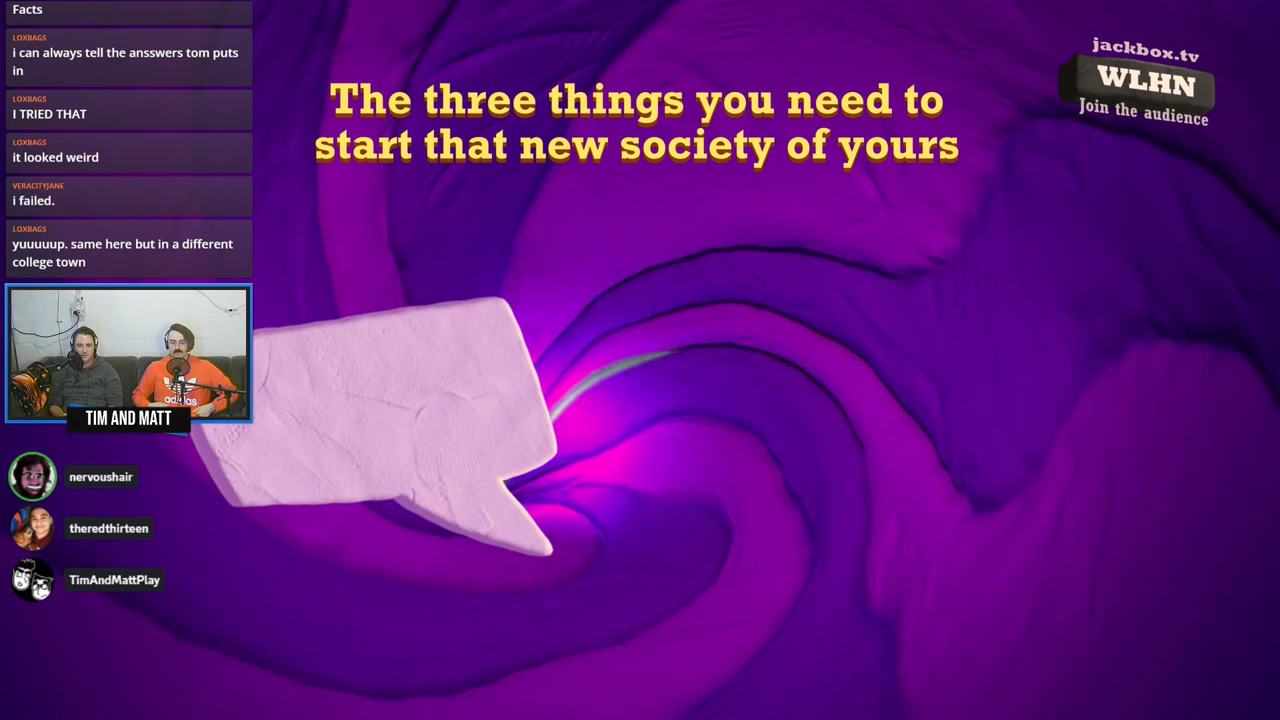 Facts
LOXBAGS
i can always tell the ansswers tom puts
in
LOXBAGS
I TRIED THAT
LOXBAGS
it looked weird
VERACITYJANE
i failed.
LOXBAGS
yuuuuup. same here but in a different
college town
adidas
TIM AND MATT
nervoushair
theredthirteen
TimAndMattPlay
The three things you need to
start that new society of yours
jackbox.tv
WLHN
Join the audience